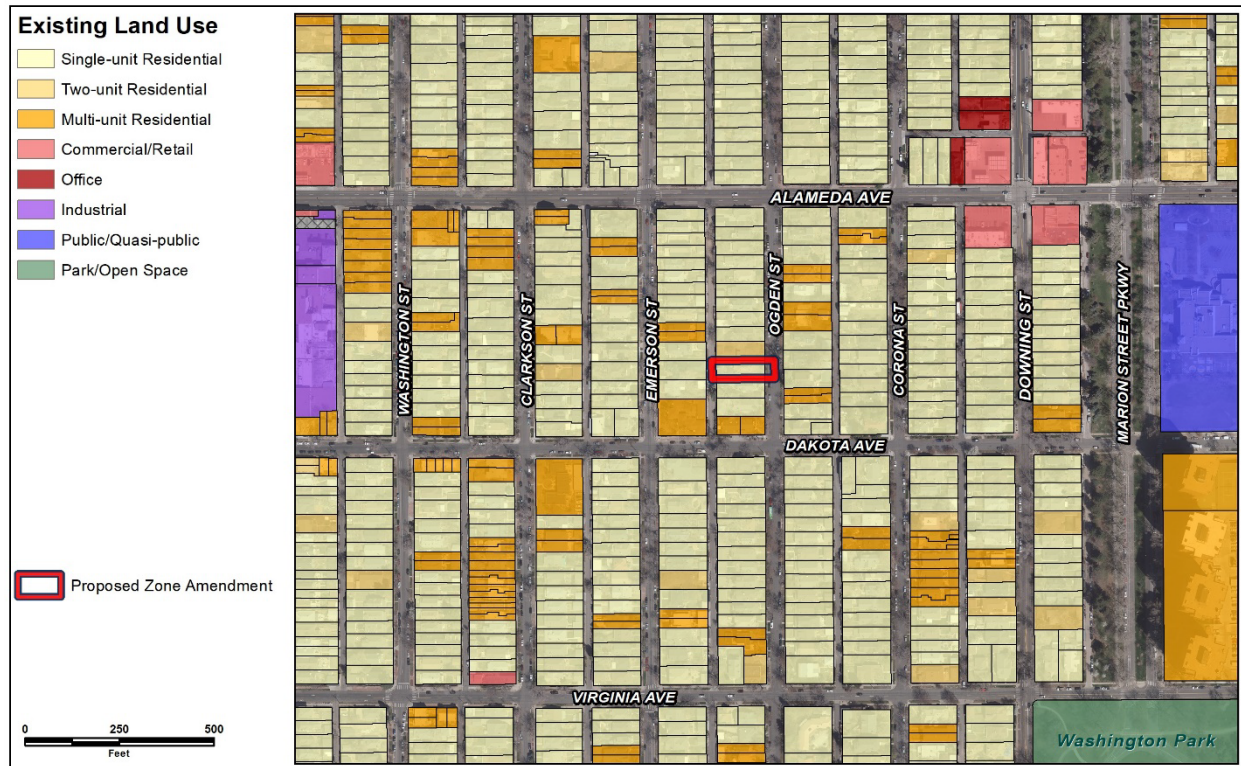 Existing Land Use
Single-unit Residential
Two-unit Residential
Multi-unit Residential
Commercial/Retail
Office
Industrial
Public/Quasi-public
Park/Open Space
Proposed Zone Amendment
0 250 500
Feet
ALAMEDA AVE
WASHINGTON ST
CLARKSON ST
EMERSON ST
OGDEN ST
CORONA ST
DOWNING ST
MARION STREET PKWY
DAKOTA AVE
VIRGINIA AVE
Washington Park